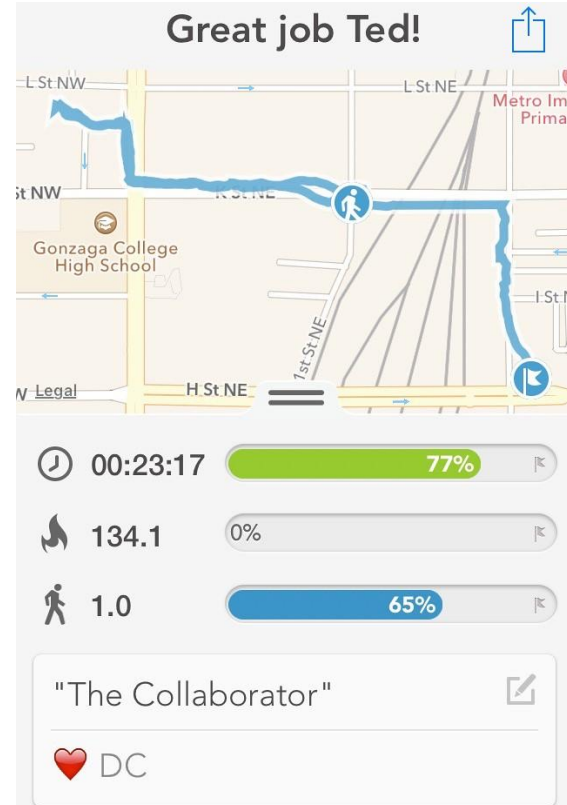 Great job Ted!
L St NW
L St NE
Metro Im
Prima
K St NE
St NW
Gonzaga College
High School
I St N
1st St NE
W Legal
H St NE
00:23:17
77%
134.1
0%
1.0
65%
"The Collaborator"
DC